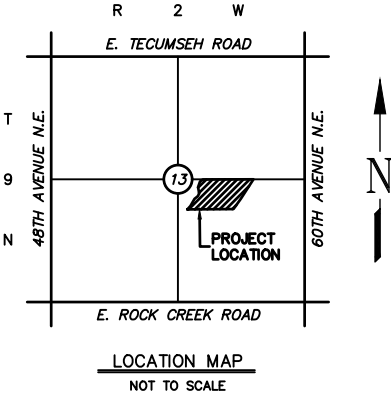 R 2 W
E. TECUMSEH ROAD
T
9
N
48TH AVENUE N.E.
13
60TH AVENUE N.E.
N
PROJECT
LOCATION
E. ROCK CREEK ROAD
LOCATION MAP
NOT TO SCALE